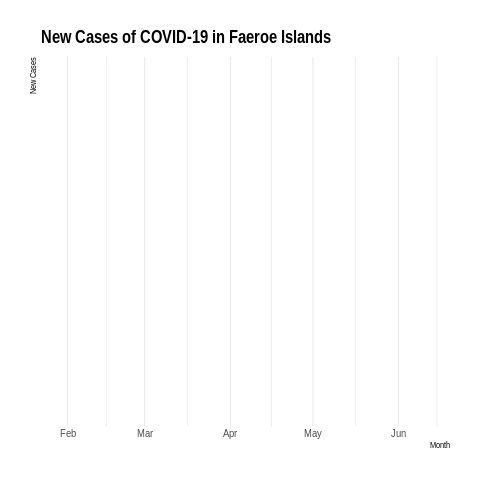 New Cases of COVID-19 in Faeroe Islands
New Cases
Feb Mar Apr May Jun
Month